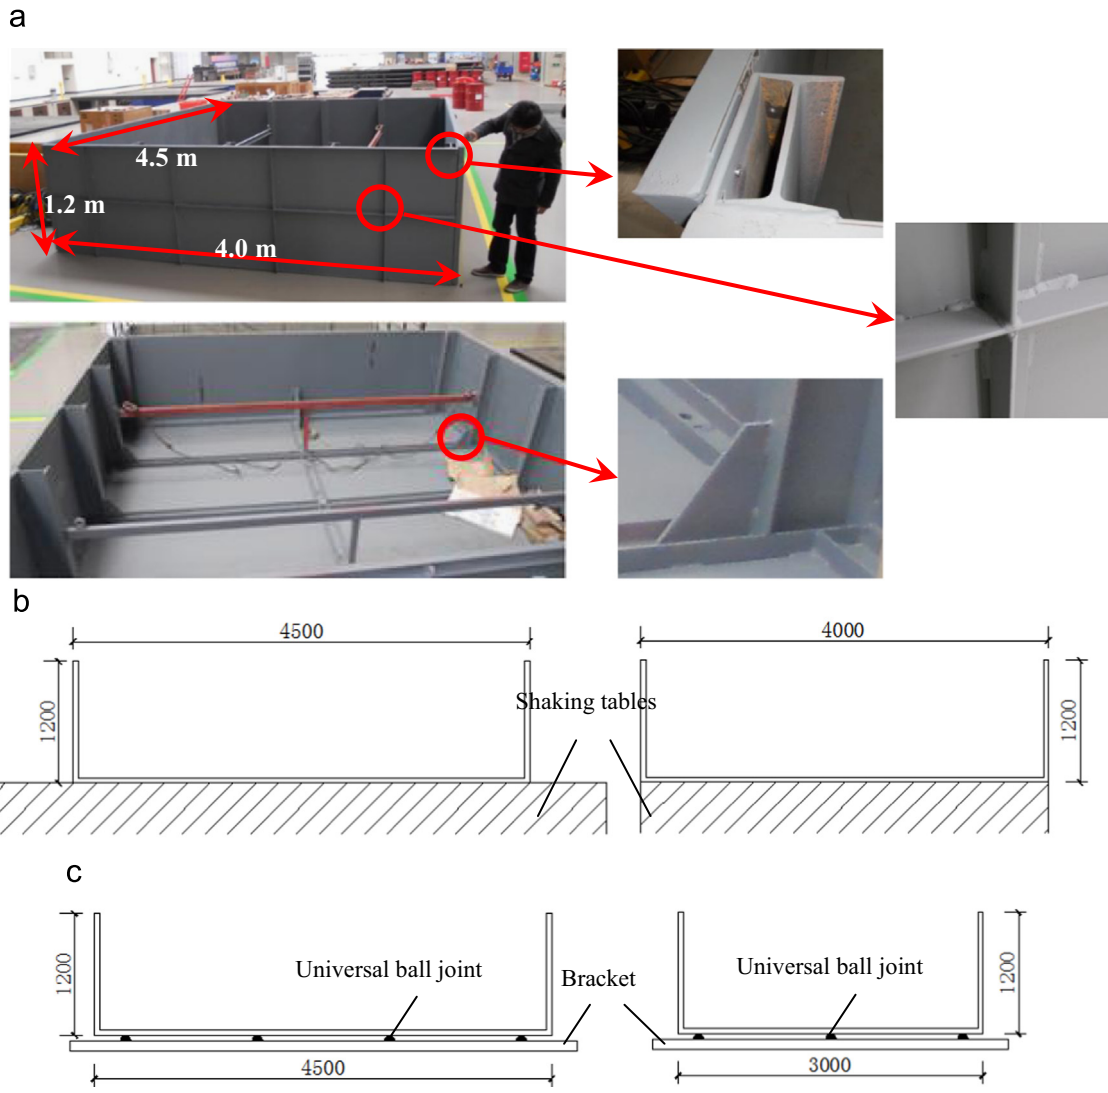 a
4.5 m
1.2 m
4.0 m
b
4500
4000
1200
Shaking tables
1200
c
1200
Universal ball joint
Bracket
Universal ball joint
1200
4500
3000